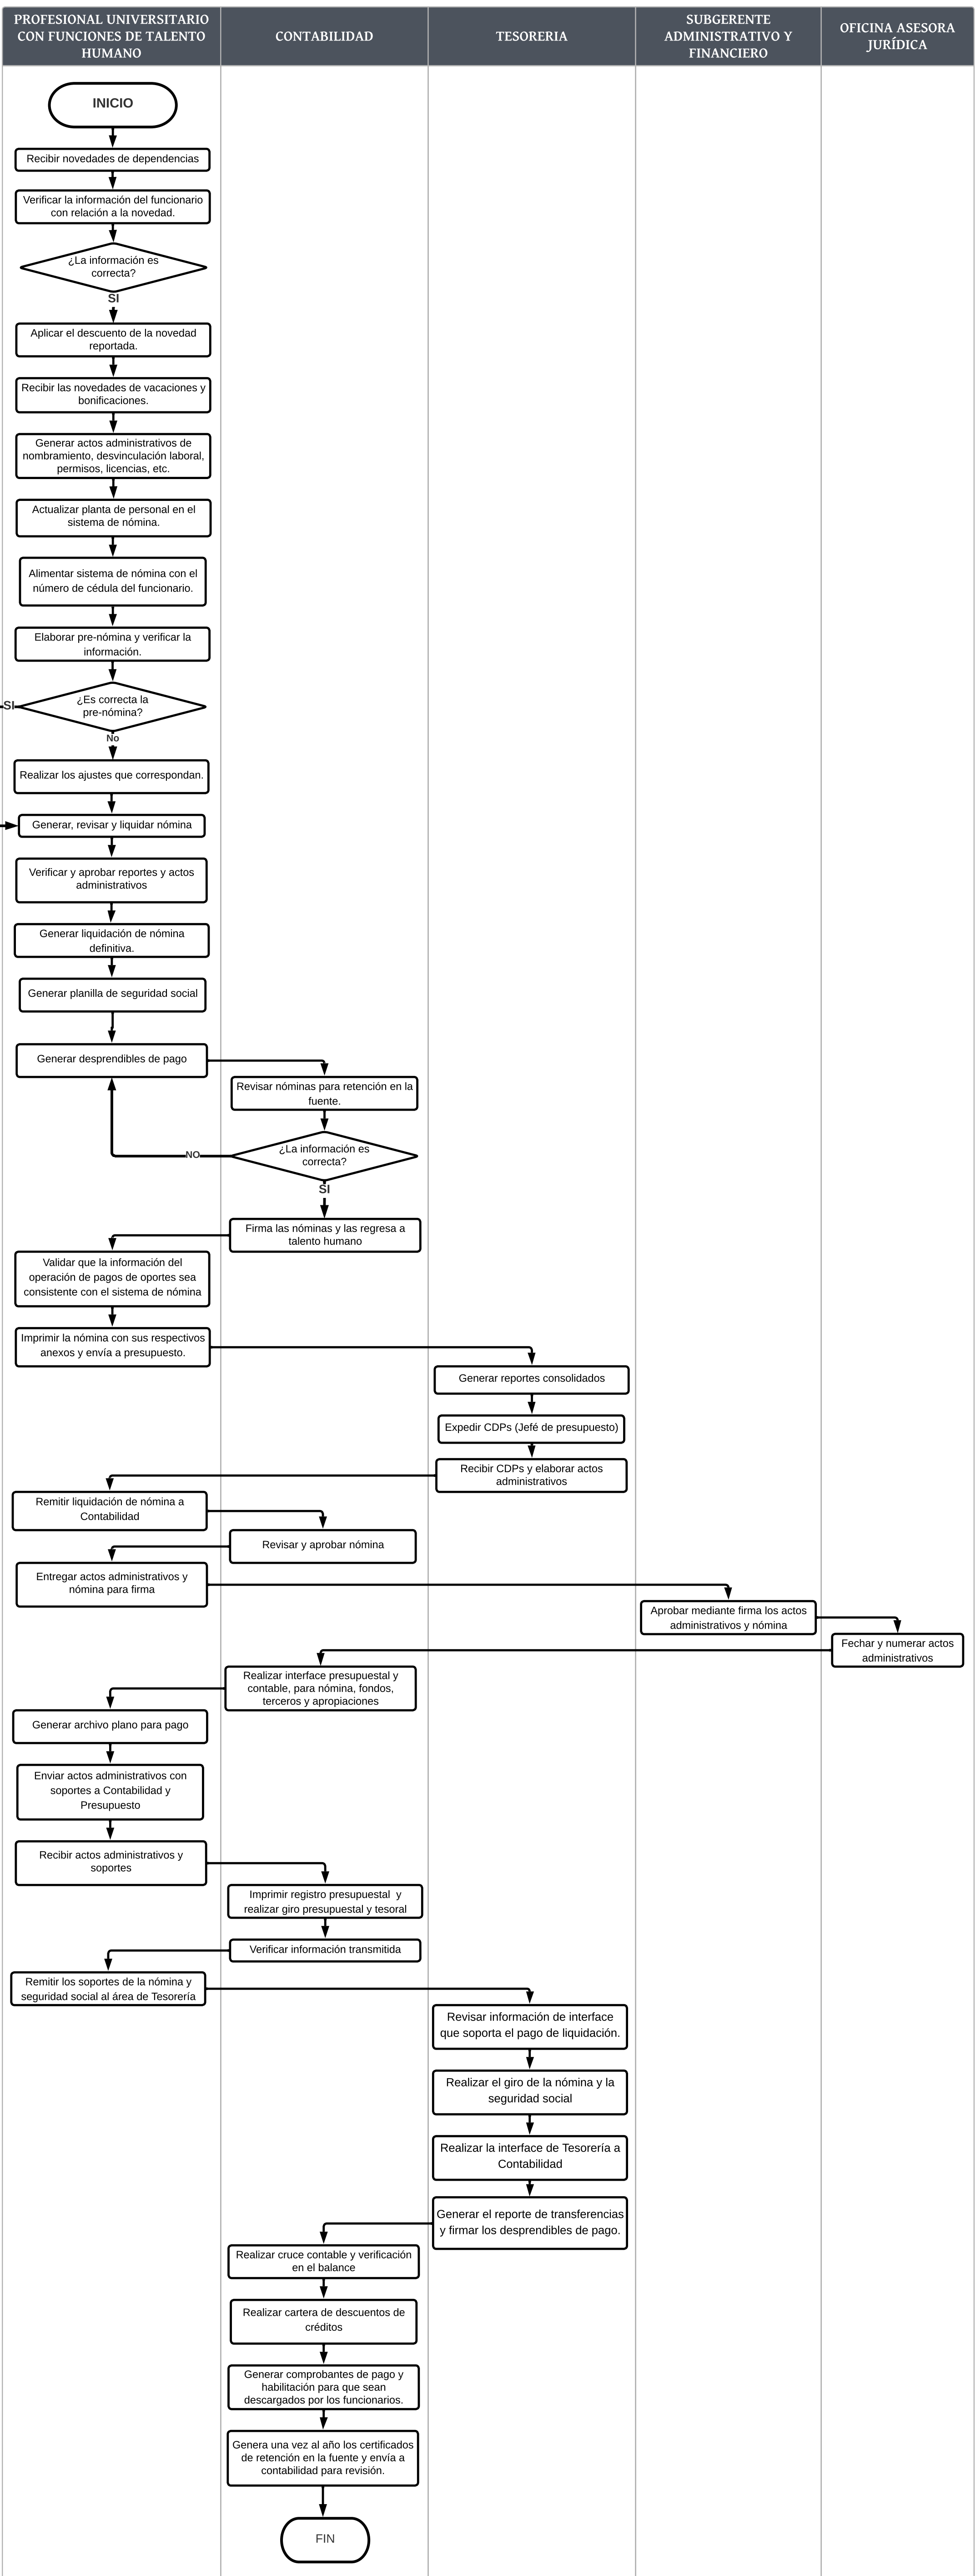 PROFESIONAL UNIVERSITARIO
CON FUNCIONES DE TALENTO
HUMANO
CONTABILIDAD
TESORERIA
SUBGERENTE
ADMINISTRATIVO Y
FINANCIERO
OFICINA ASESORA
JURÍDICA
INICIO
Recibir novedades de dependencias
Verificar la información del funcionario
con relación a la novedad.
¿La información es
correcta?
SI
Aplicar el descuento de la novedad
reportada.
Recibir las novedades de vacaciones y
bonificaciones.
Generar actos administrativos de
nombramiento, desvinculación laboral,
permisos, licencias, etc.
Actualizar planta de personal en el
sistema de nómina.
Alimentar sistema de nómina con el
número de cédula del funcionario.
Elaborar pre-nómina y verificar la
información.
¿Es correcta la
pre-nómina?
SI
No
Realizar los ajustes que correspondan.
Generar, revisar y liquidar nómina
Verificar y aprobar reportes y actos
administrativos
Generar liquidación de nómina
definitiva.
Generar planilla de seguridad social
Generar desprendibles de pago
Revisar nóminas para retención en la
fuente.
¿La información es
correcta?
NO
SI
Firma las nóminas y las regresa a
talento humano
Validar que la información del
operación de pagos de oportes sea
consistente con el sistema de nómina
Imprimir la nómina con sus respectivos
anexos y envía a presupuesto.
Generar reportes consolidados
Expedir CDPs (Jefé de presupuesto)
Recibir CDPs y elaborar actos
administrativos
Remitir liquidación de nómina a
Contabilidad
Revisar y aprobar nómina
Entregar actos administrativos y
nómina para firma
Aprobar mediante firma los actos
administrativos y nómina
Fechar y numerar actos
administrativos
Realizar interface presupuestal y
contable, para nómina, fondos,
terceros y apropiaciones
Generar archivo plano para pago
Enviar actos administrativos con
soportes a Contabilidad y
Presupuesto
Recibir actos administrativos y
soportes
Imprimir registro presupuestal y
realizar giro presupuestal y tesoral
Verificar información transmitida
Remitir los soportes de la nómina y
seguridad social al área de Tesorería
Revisar información de interface
que soporta el pago de liquidación.
Realizar el giro de la nómina y la
seguridad social
Realizar la interface de Tesorería a
Contabilidad
Generar el reporte de transferencias
y firmar los desprendibles de pago.
Realizar cruce contable y verificación
en el balance
Realizar cartera de descuentos de
créditos
Generar comprobantes de pago y
habilitación para que sean
descargados por los funcionarios.
Genera una vez al año los certificados
de retención en la fuente y envía a
contabilidad para revisión.
FIN